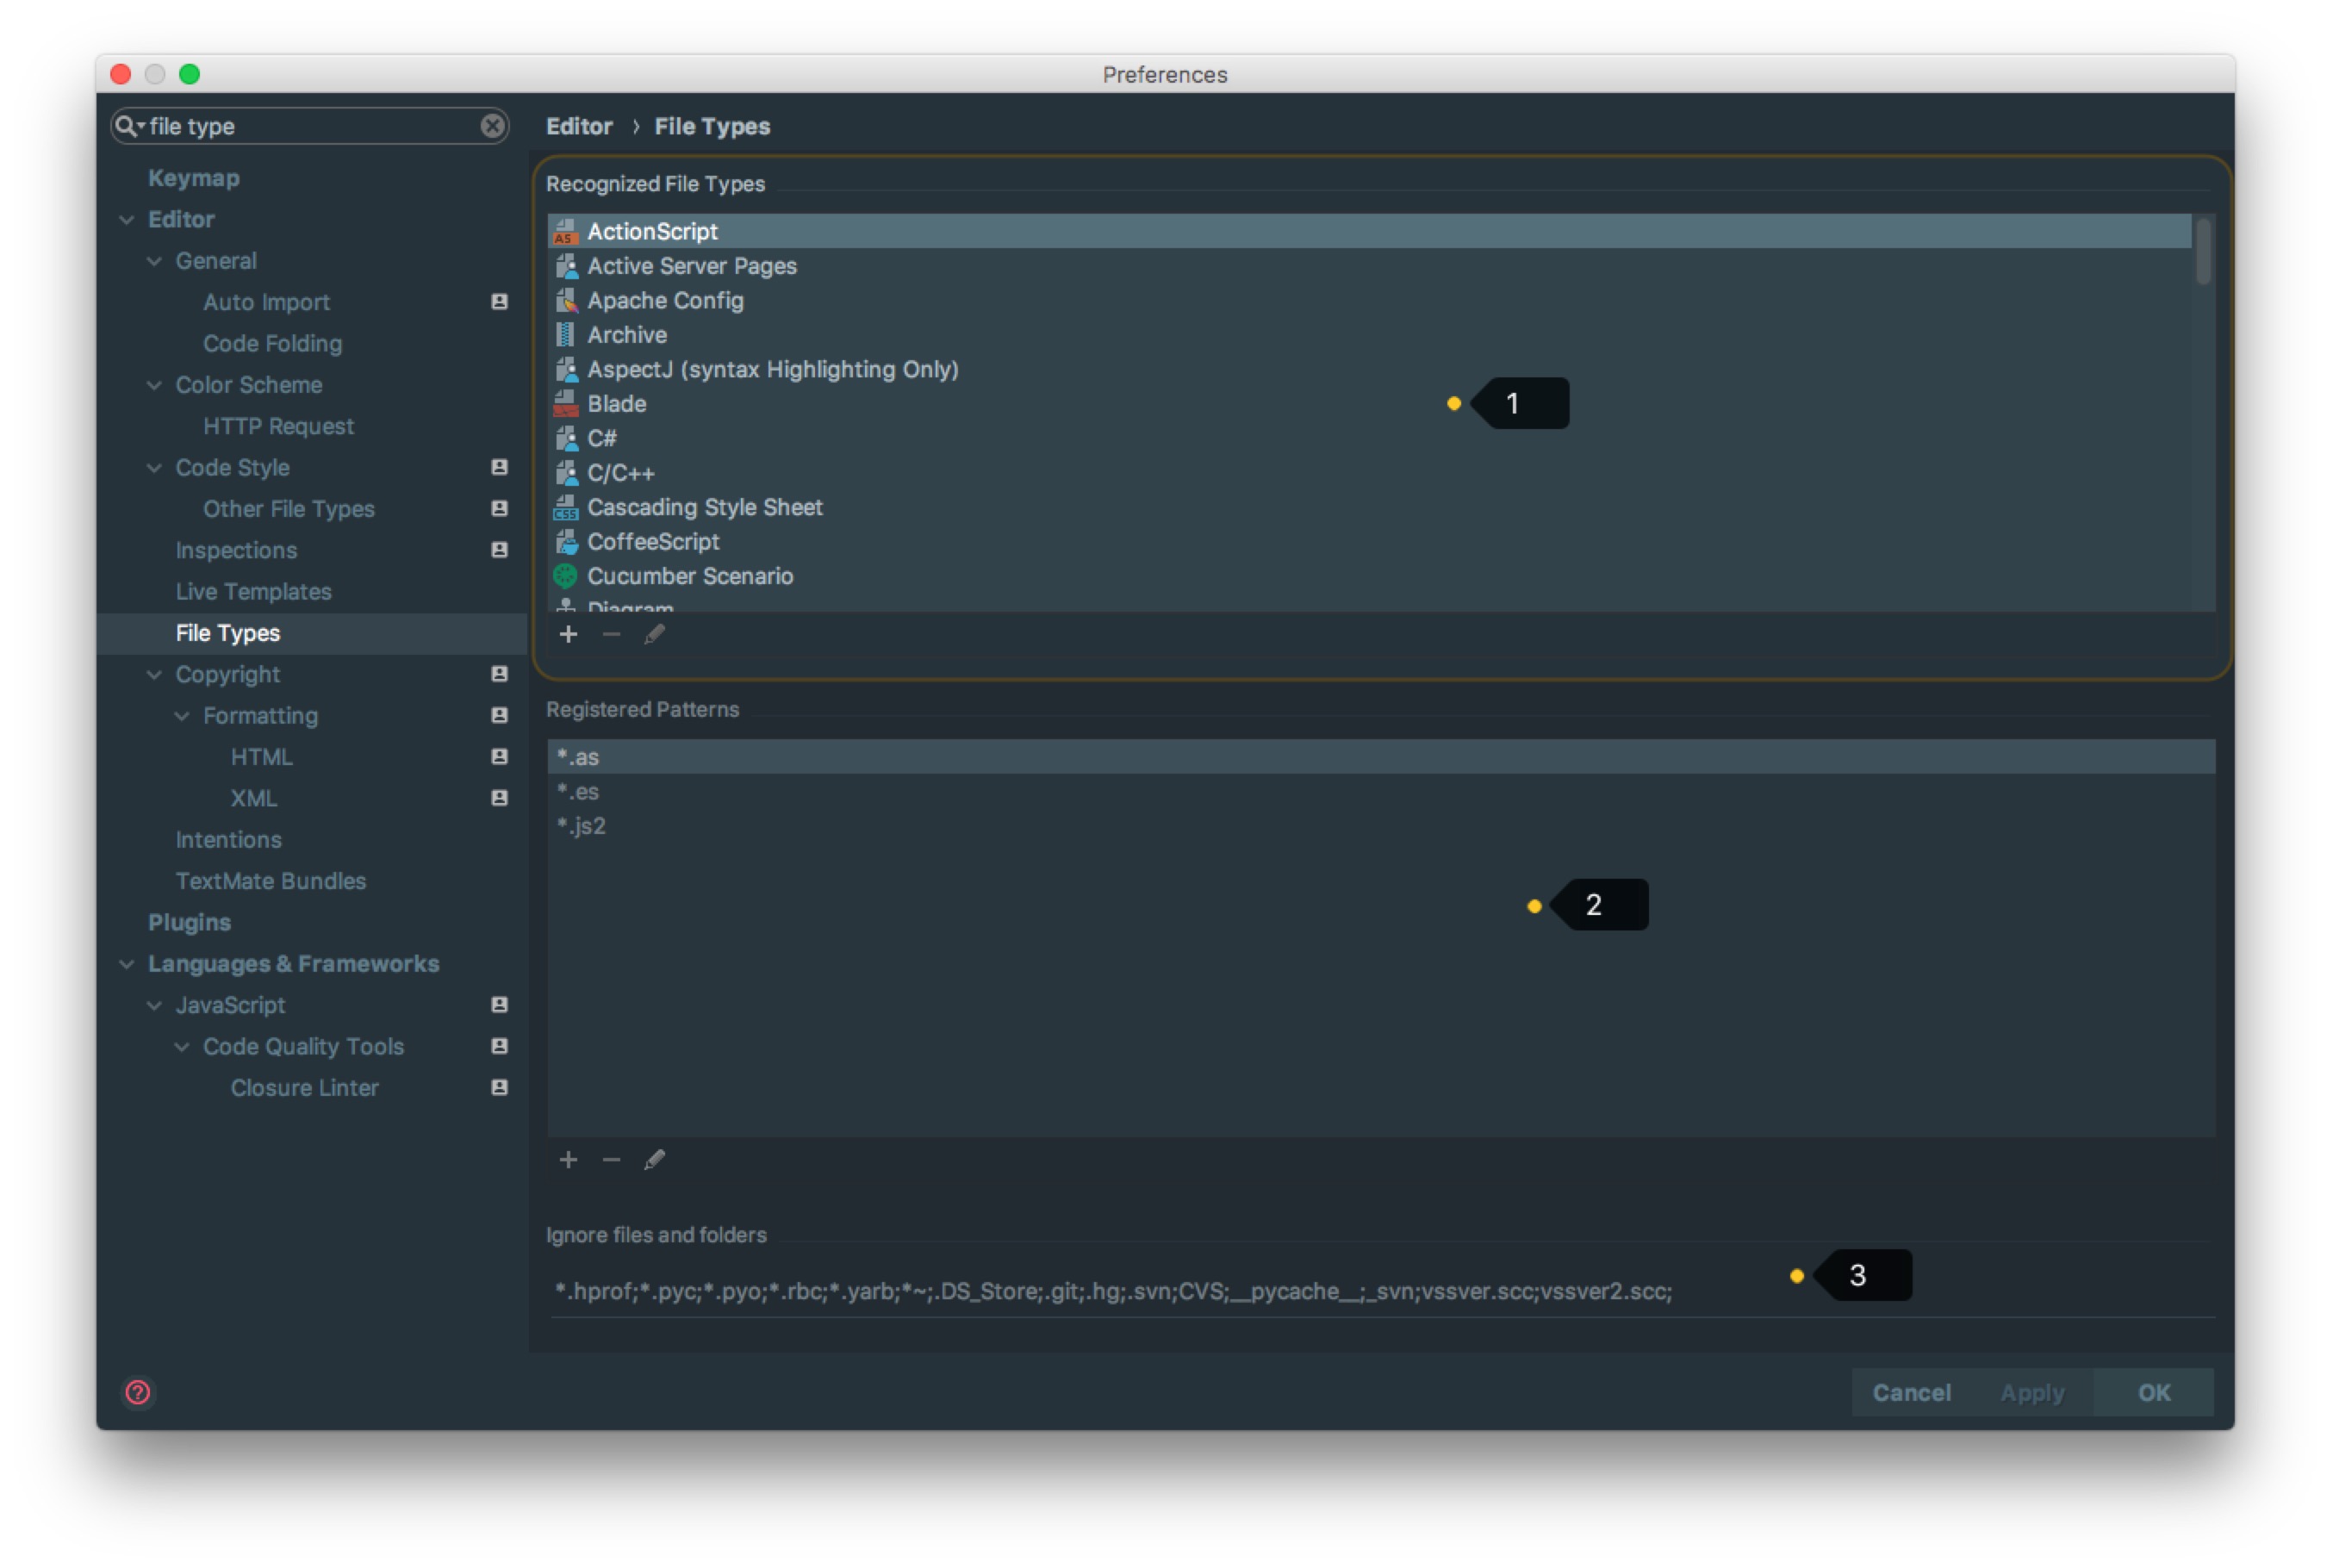 Preferences
file type
Keymap
Editor
General
Auto Import
Code Folding
Color Scheme
HTTP Request
Code Style
Other File Types
Inspections
Live Templates
File Types
Copyright
Formatting
HTML
XML
Intentions
TextMate Bundles
Plugins
Languages & Frameworks
JavaScript
Code Quality Tools
Closure Linter
Editor › File Types
Recognized File Types
AS ActionScript
Active Server Pages
Apache Config
Archive
AspectJ (syntax Highlighting Only)
Blade
1
C#
C/C++
CSS Cascading Style Sheet
CoffeeScript
Cucumber Scenario
Diagram
Registered Patterns
*.as
*.es
*.js2
2
Ignore files and folders
3
*.hprof;*.pyc;*.pyo;*.rbc;*.yarb;*~;.DS_Store;.git;.hg;.svn;CVS;__pycache__;_svn;vssver.scc;vssver2.scc;
?
Cancel Apply OK